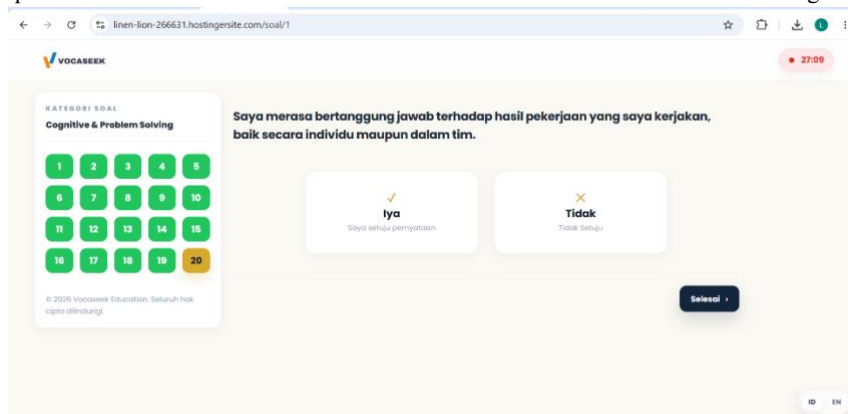 linen-lion-266631.hostingersite.com/soal/1
L
VOCASEEK
27:09
KATEGORI SOAL
Cognitive & Problem Solving
1 2 3 4 5
6 7 8 9 10
11 12 13 14 15
16 17 18 19 20
© 2026 Vocaseek Education. Seluruh hak
cipta dilindungi.
Saya merasa bertanggung jawab terhadap hasil pekerjaan yang saya kerjakan,
baik secara individu maupun dalam tim.
Iya
Saya setuju pernyataan
Tidak
Tidak Setuju
Selesai ›
ID EN